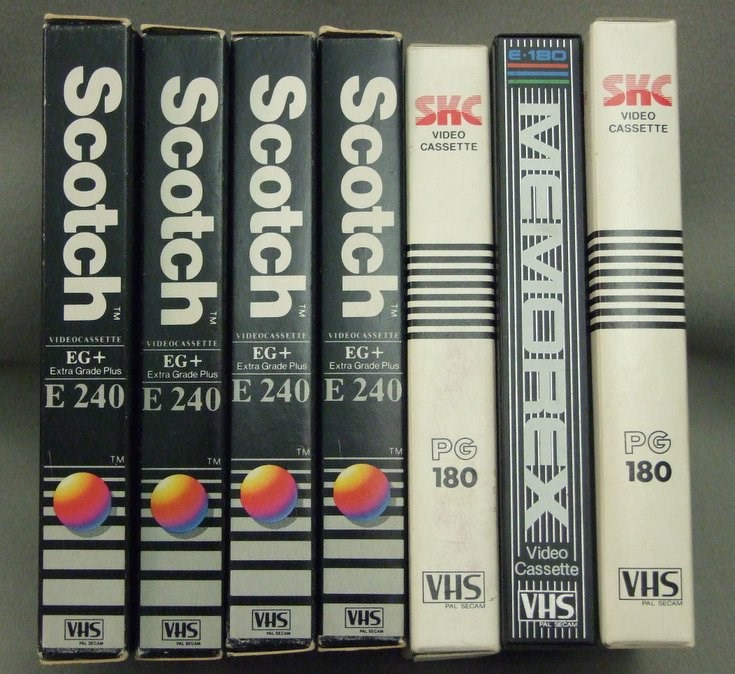 Scotch TM
VIDEOCASSETTE
EG+
Extra Grade Plus
E 240
TM
VHS
PAL SECAM
Scotch TM
VIDEOCASSETTE
EG+
Extra Grade Plus
E 240
TM
VHS
PAL SECAM
Scotch TM
VIDEOCASSETTE
EG+
Extra Grade Plus
E 240
TM
VHS
PAL SECAM
Scotch TM
VIDEOCASSETTE
EG+
Extra Grade Plus
E 240
TM
VHS
PAL SECAM
SKC
VIDEO
CASSETTE
PG
180
VHS
PAL SECAM
E-180
MEMOREX
Video
Cassette
VHS
PAL SECAM
SKC
VIDEO
CASSETTE
PG
180
VHS
PAL SECAM